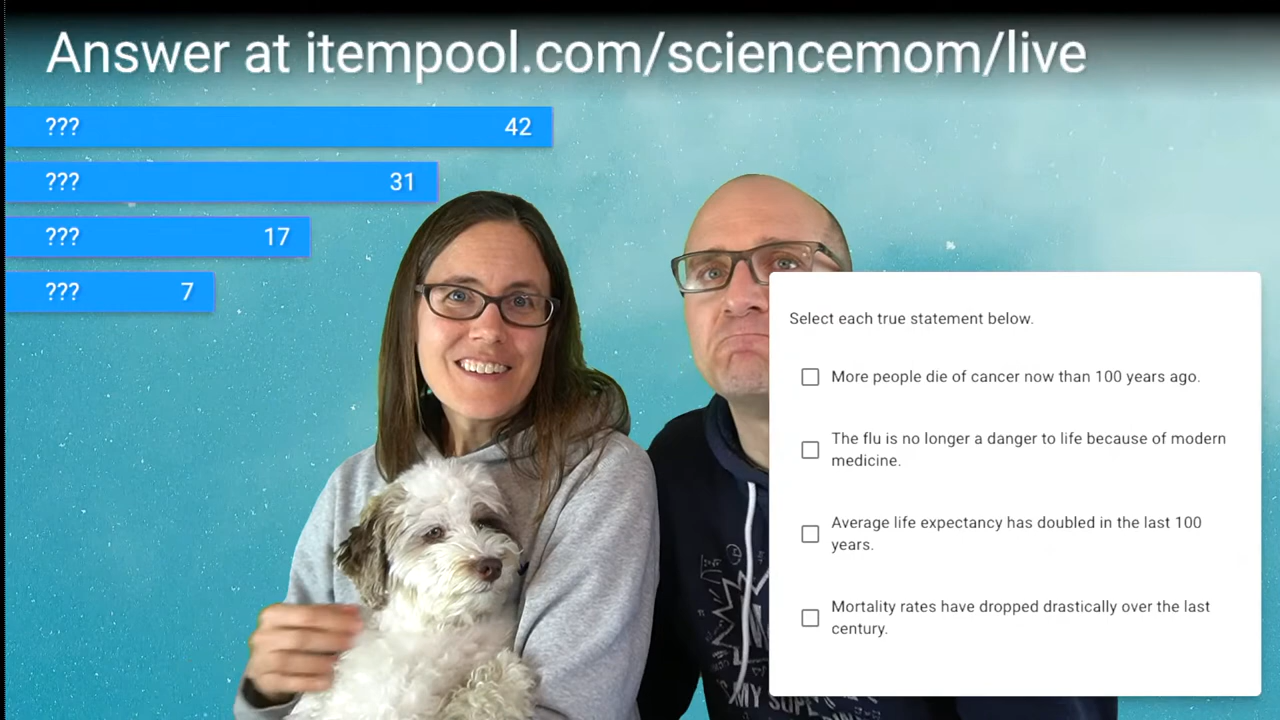 Answer at itempool.com/sciencemom/live
??? 42
??? 31
??? 17
??? 7
Select each true statement below.
More people die of cancer now than 100 years ago.
The flu is no longer a danger to life because of modern
medicine.
Average life expectancy has doubled in the last 100
years.
Mortality rates have dropped drastically over the last
century.
MY SUPE